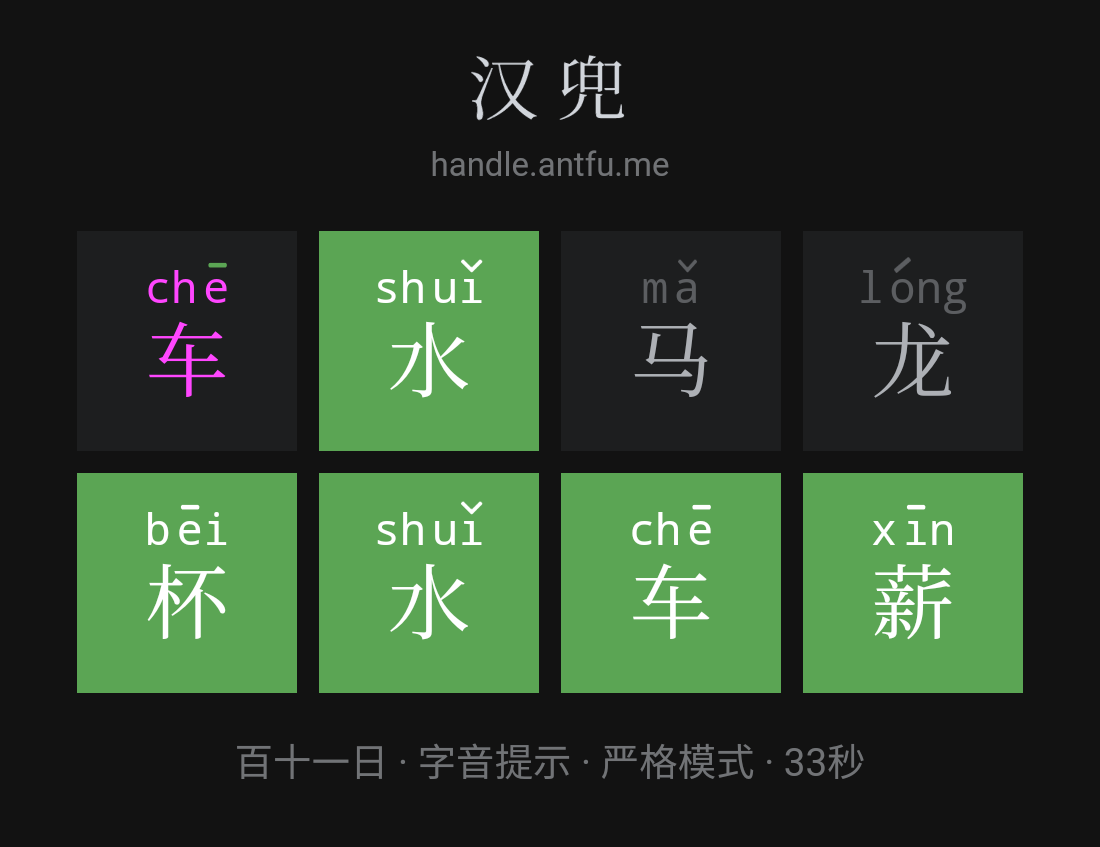 汉兜
handle.antfu.me
chē shuǐ mǎ lóng
车 水 马 龙
bēi shuǐ chē xīn
杯 水 车 薪
百十一日 · 字音提示 · 严格模式 · 33秒